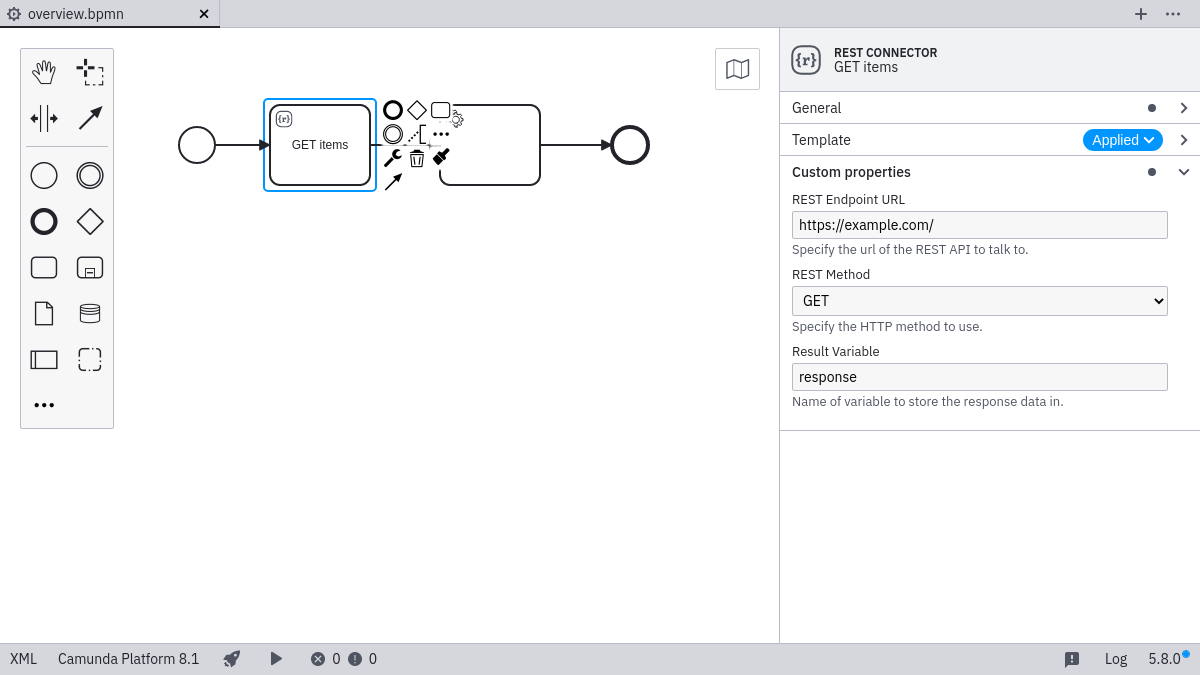 overview.bpmn
REST CONNECTOR
{r}
GET items
General
Template
Applied
Custom properties
REST Endpoint URL
https://example.com/
Specify the url of the REST API to talk to.
REST Method
GET
Specify the HTTP method to use.
Result Variable
response
Name of variable to store the response data in.
{r}
GET items
XML
Camunda Platform 8.1
0
0
Log
5.8.0